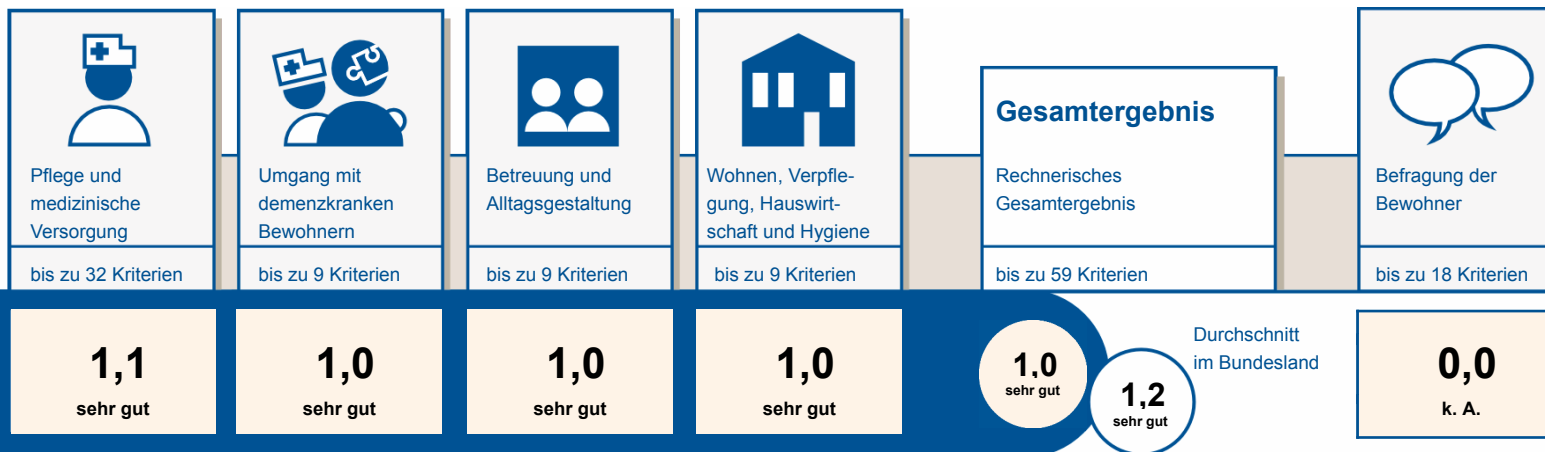 Pflege und
medizinische
Versorgung
bis zu 32 Kriterien
1,1
sehr gut
Umgang mit
demenzkranken
Bewohnern
bis zu 9 Kriterien
1,0
sehr gut
Betreuung und
Alltagsgestaltung
bis zu 9 Kriterien
1,0
sehr gut
Wohnen, Verpfle-
gung, Hauswirt-
schaft und Hygiene
bis zu 9 Kriterien
1,0
sehr gut
Gesamtergebnis
Rechnerisches
Gesamtergebnis
bis zu 59 Kriterien
1,0
sehr gut
1,2
sehr gut
Durchschnitt
im Bundesland
Befragung der
Bewohner
bis zu 18 Kriterien
0,0
k. A.